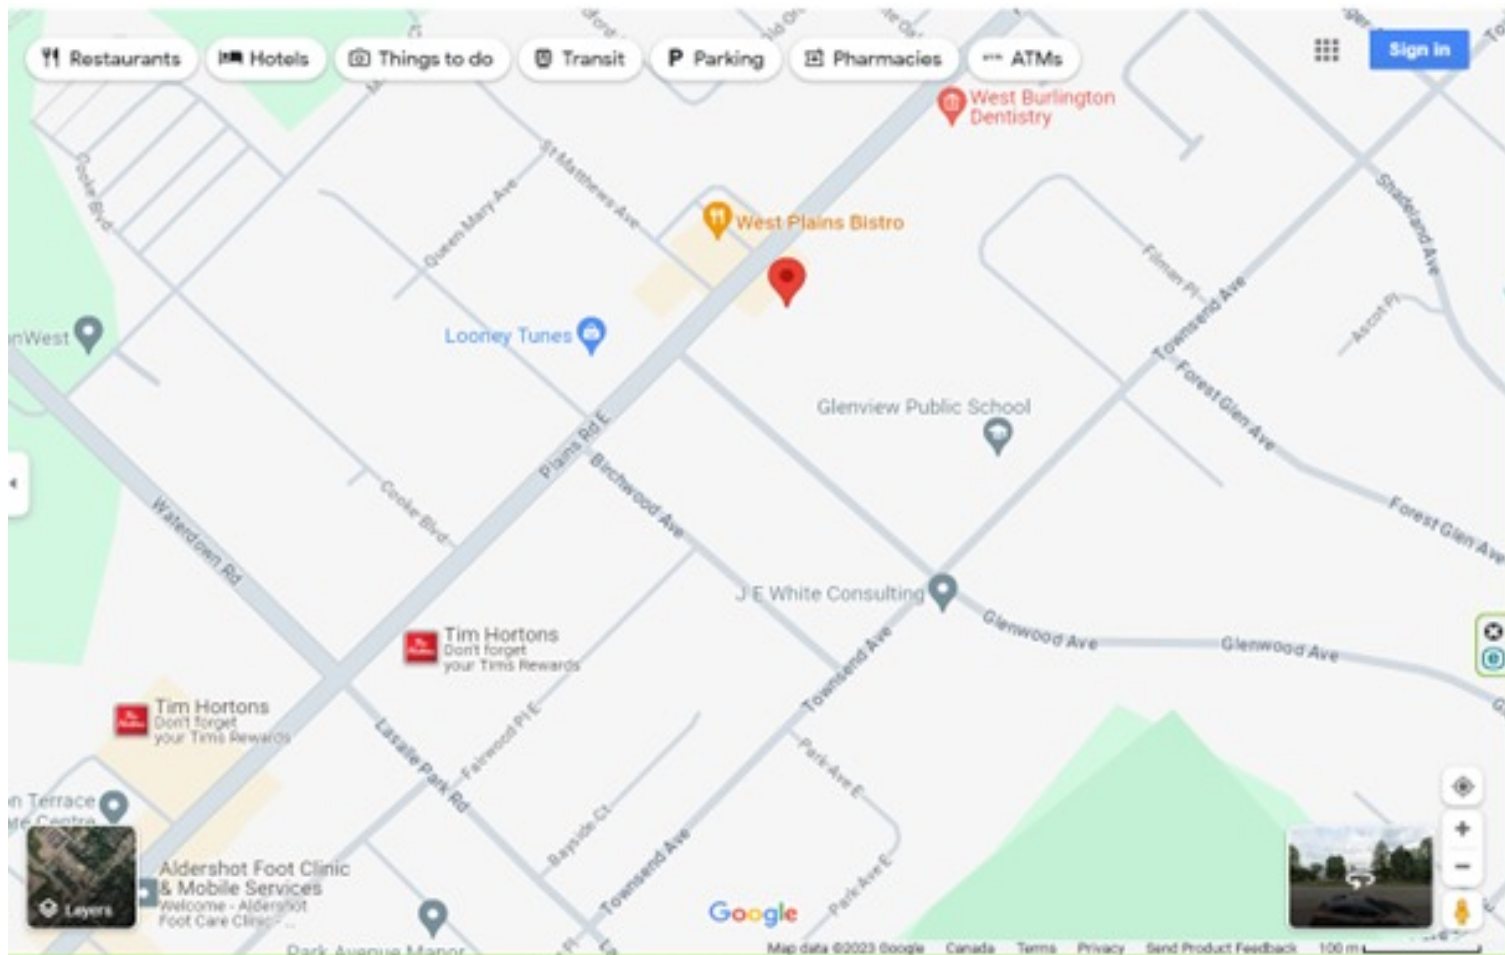 Restaurants
Hotels
Things to do
Transit
P Parking
Pharmacies
ATMs
Sign in
West Burlington
Dentistry
St Matthews Ave
Queen Mary Ave
Cooke Blvd
West Plains Bistro
Shadeland Ave
Filman Pl
Townsend Ave
Ascot Pl
Looney Tunes
Forest Glen Ave
Glenview Public School
Plains Rd E
Birchwood Ave
Cooke Blvd
Forest Glen Ave
Waterdown Rd
J E White Consulting
Glenwood Ave
Glenwood Ave
Tim Hortons
Don't forget
your Tims Rewards
Townsend Ave
Tim Hortons
Don't forget
your Tims Rewards
Fairwood Pl E
Lasalle Park Rd
Park Ave E
Terrace
Centre
Bayside Ct
Townsend Ave
Park Ave E
Aldershot Foot Clinic
& Mobile Services
Welcome - Aldershot
Foot Care Clinic - ...
Layers
Google
Park Avenue Manor
Map data ©2023 Google
Canada
Terms
Privacy
Send Product Feedback
100 m